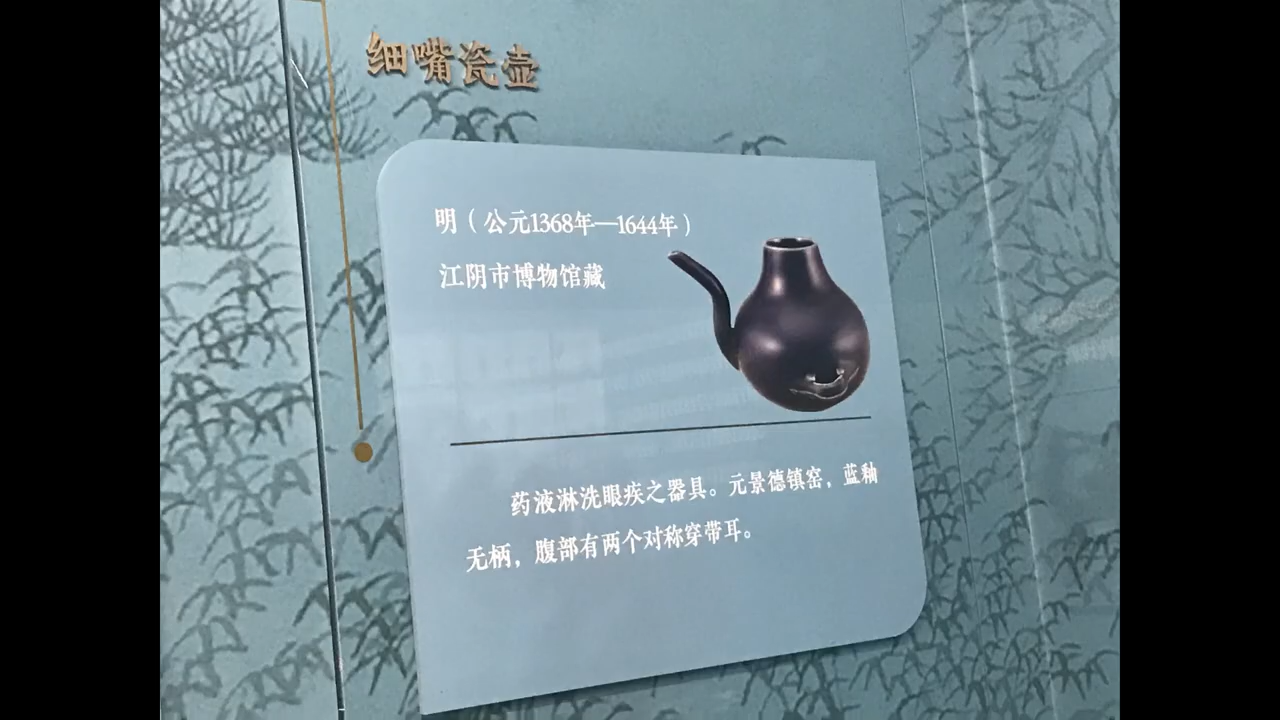 细嘴瓷壶
明（公元1368年—1644年）
江阴市博物馆藏
药液淋洗眼疾之器具。元景德镇窑，蓝釉
无柄，腹部有两个对称穿带耳。